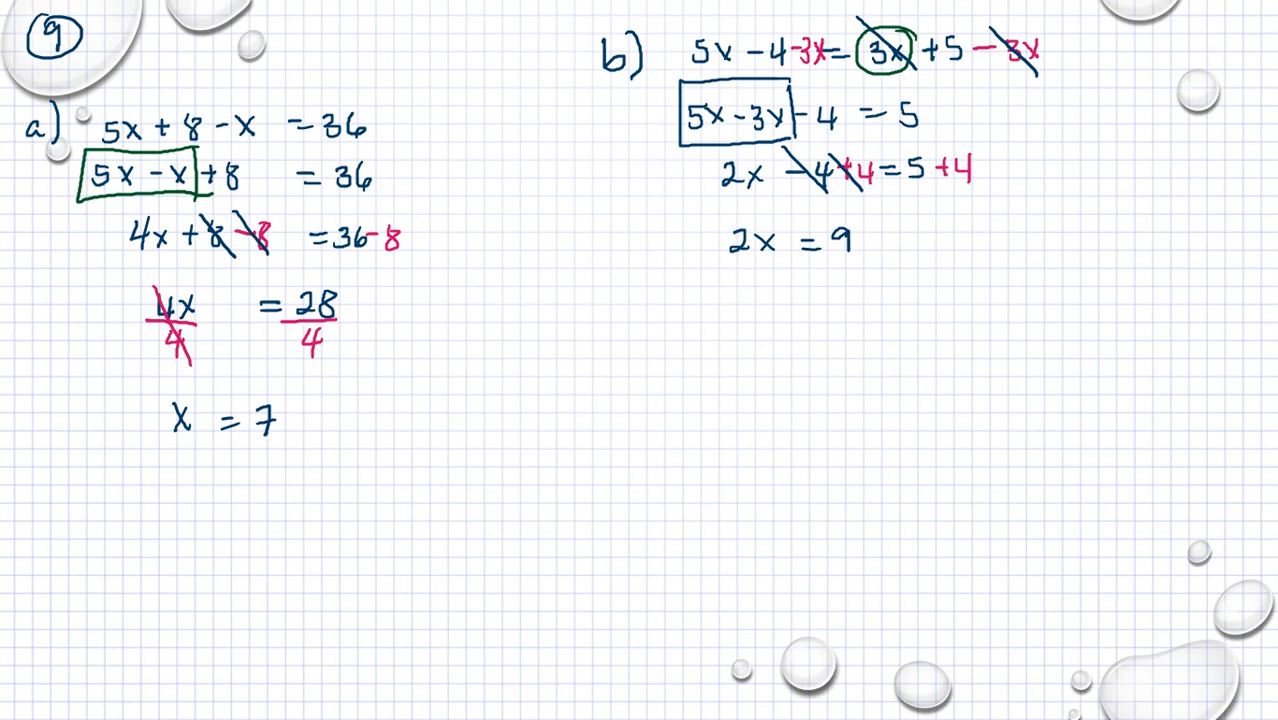 9
a) 5x + 8 - x = 36
5x - x + 8 = 36
4x + 8 - 8 = 36 - 8
4x/4 = 28/4
x = 7
b) 5x - 4 - 3x = 3x + 5 - 3x
5x - 3x - 4 = 5
2x - 4 + 4 = 5 + 4
2x = 9